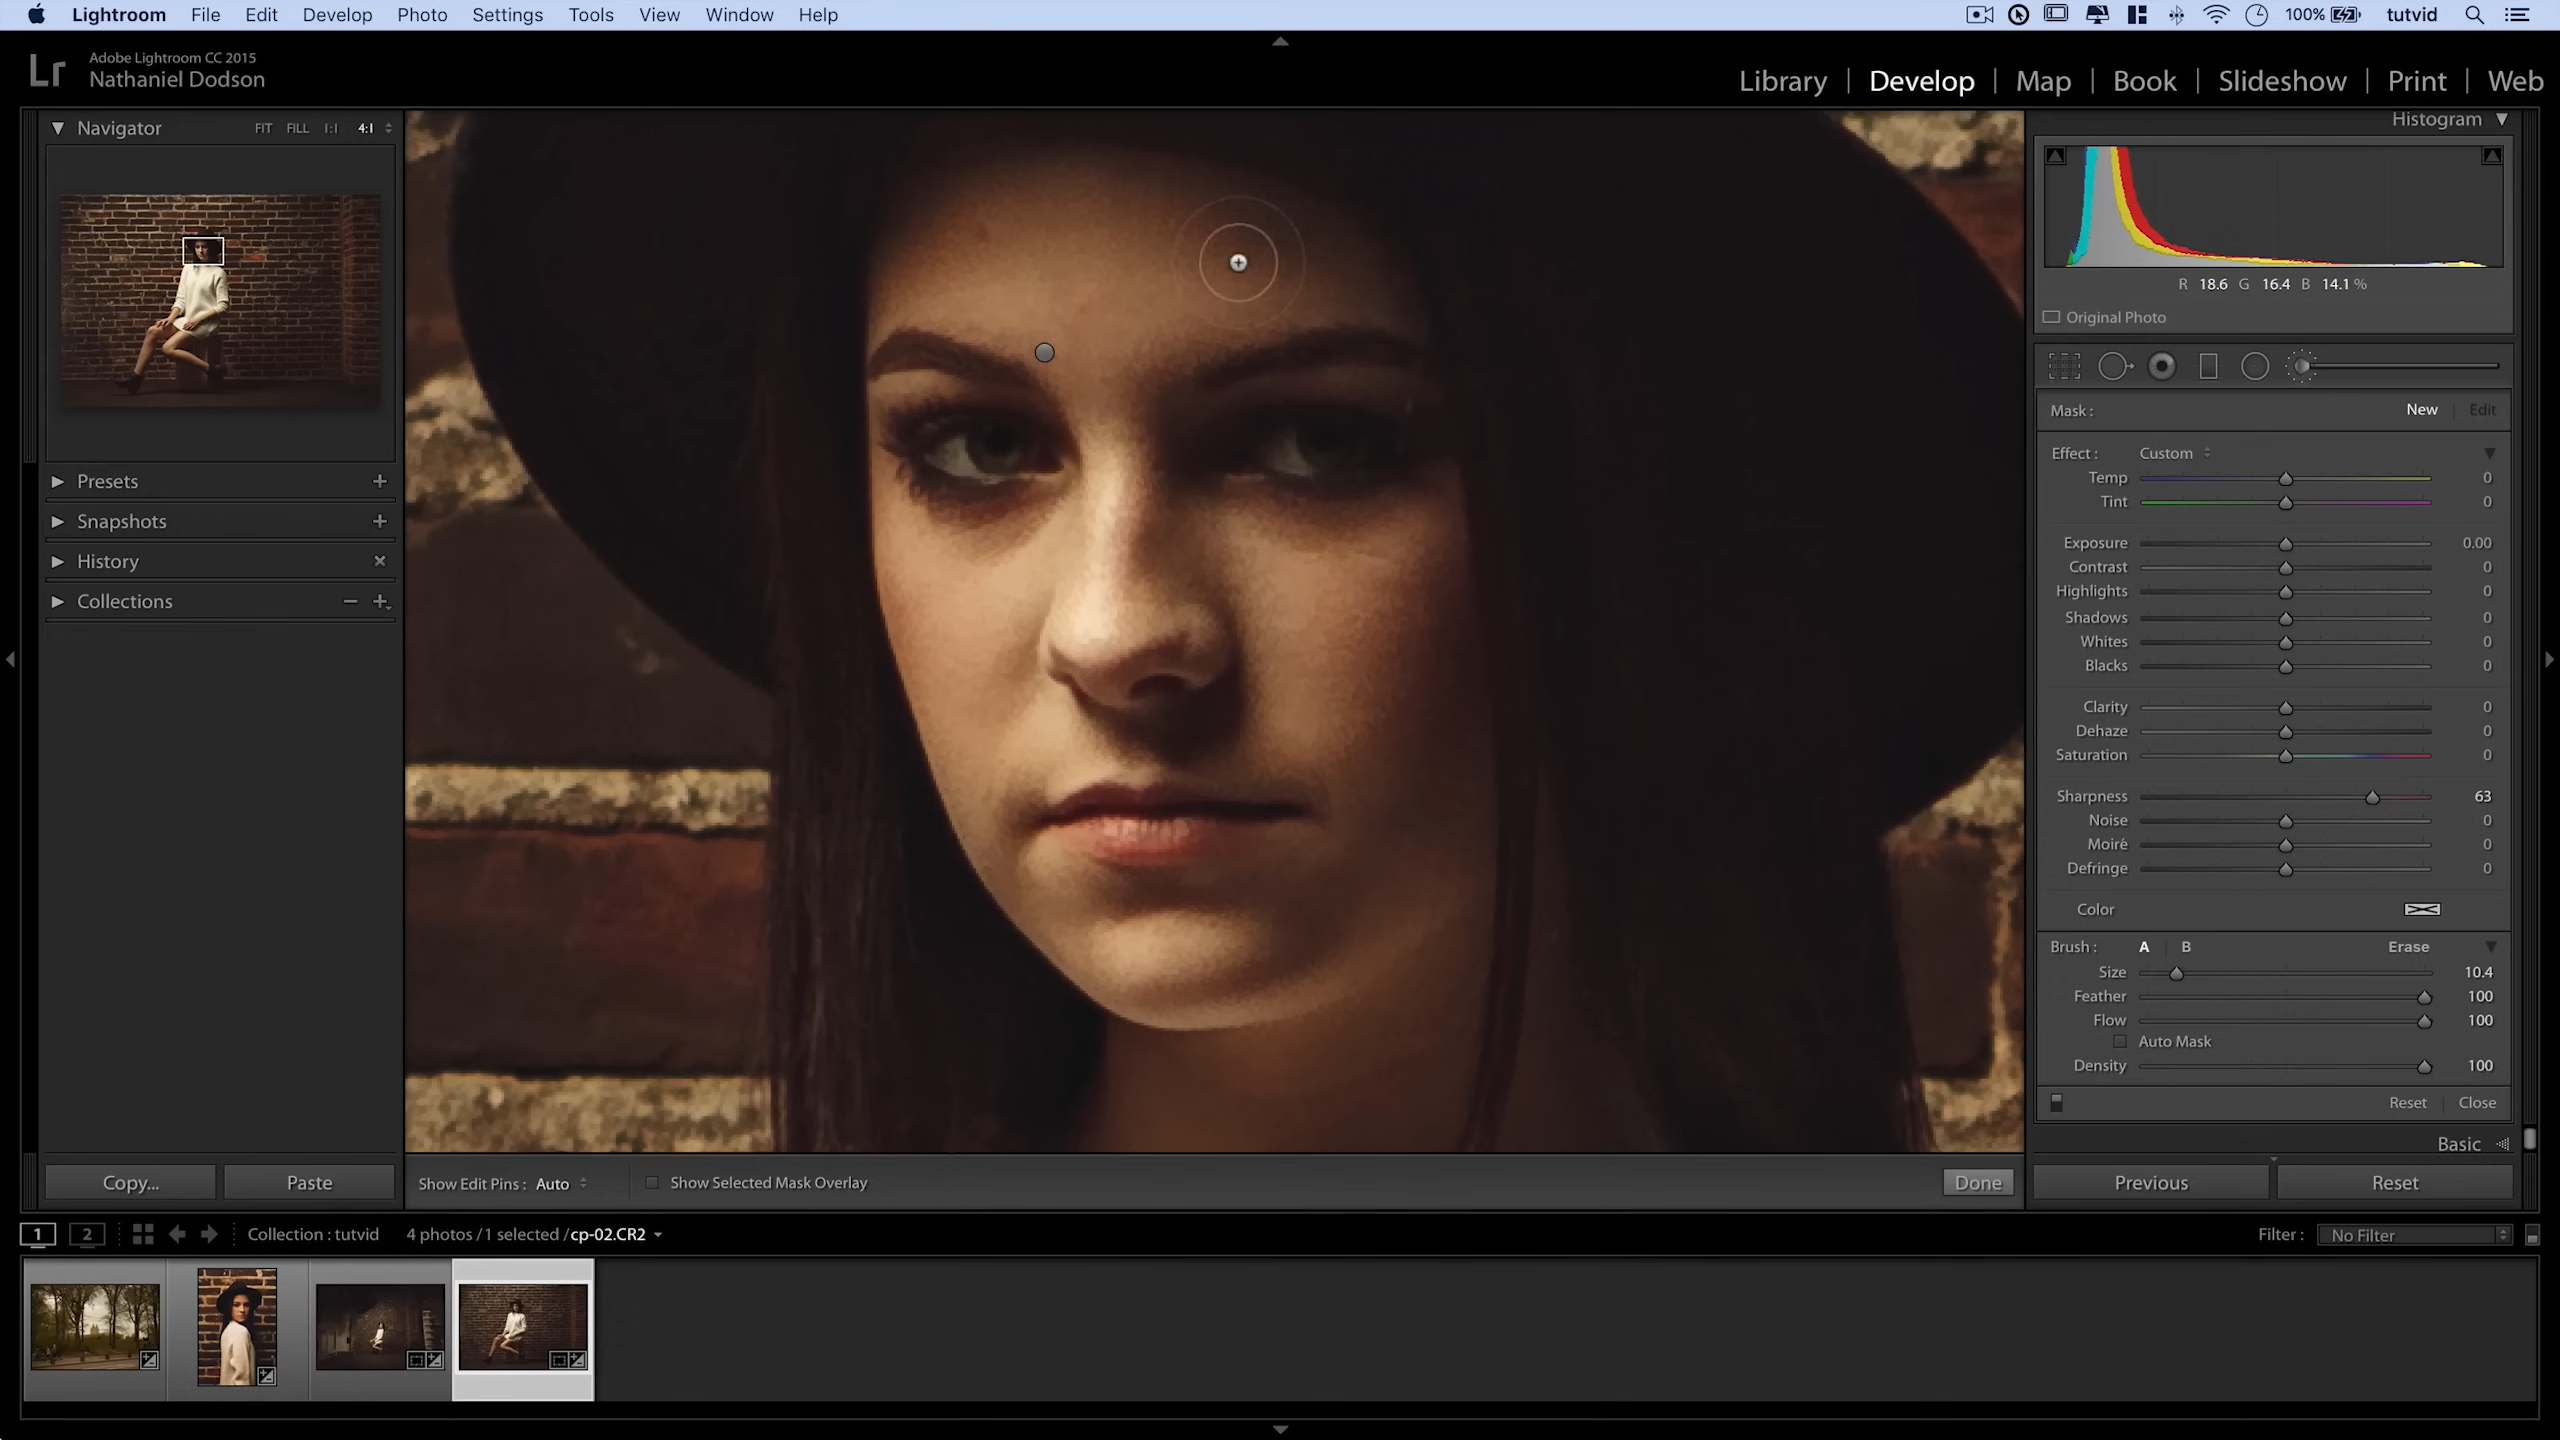 Lightroom File Edit Develop Photo Settings Tools View Window Help 100% tutvid
Lr Adobe Lightroom CC 2015
Nathaniel Dodson
Library | Develop | Map | Book | Slideshow | Print | Web
Navigator FIT FILL 1:1 4:1
Presets
Snapshots
History
Collections
Copy... Paste
Show Edit Pins : Auto Show Selected Mask Overlay Done
Histogram
R 18.6 G 16.4 B 14.1 %
Original Photo
Mask : New | Edit
Effect : Custom
Temp 0
Tint 0
Exposure 0.00
Contrast 0
Highlights 0
Shadows 0
Whites 0
Blacks 0
Clarity 0
Dehaze 0
Saturation 0
Sharpness 63
Noise 0
Moiré 0
Defringe 0
Color
Brush : A | B Erase
Size 10.4
Feather 100
Flow 100
Auto Mask
Density 100
Reset Close
Basic
Previous Reset
1 2 Collection : tutvid 4 photos / 1 selected / cp-02.CR2 Filter : No Filter